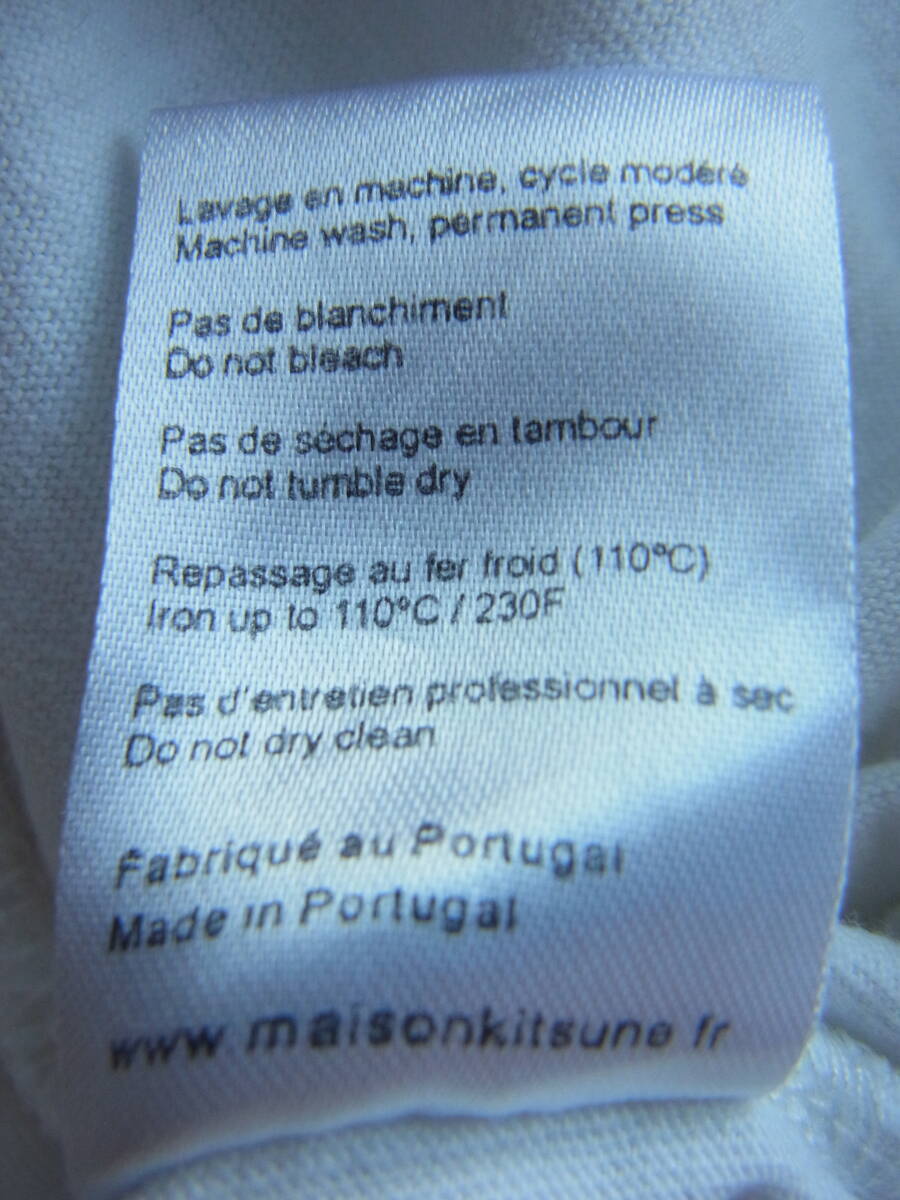 Lavage en machine, cycle modéré
Machine wash, permanent press
Pas de blanchiment
Do not bleach
Pas de séchage en tambour
Do not tumble dry
Repassage au fer froid (110°C)
Iron up to 110°C / 230F
Pas d'entretien professionnel à sec
Do not dry clean
Fabriqué au Portugal
Made in Portugal
www.maisonkitsune.fr